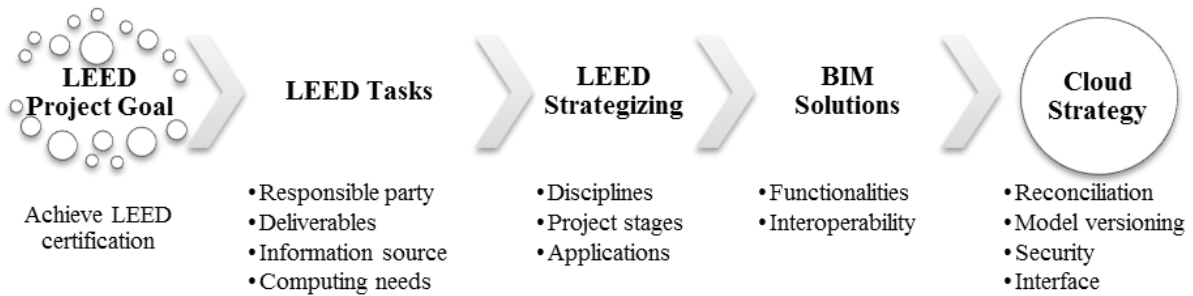 LEED
Project Goal
Achieve LEED
certification
LEED Tasks
•Responsible party
•Deliverables
•Information source
•Computing needs
LEED
Strategizing
•Disciplines
•Project stages
•Applications
BIM
Solutions
•Functionalities
•Interoperability
Cloud
Strategy
•Reconciliation
•Model versioning
•Security
•Interface